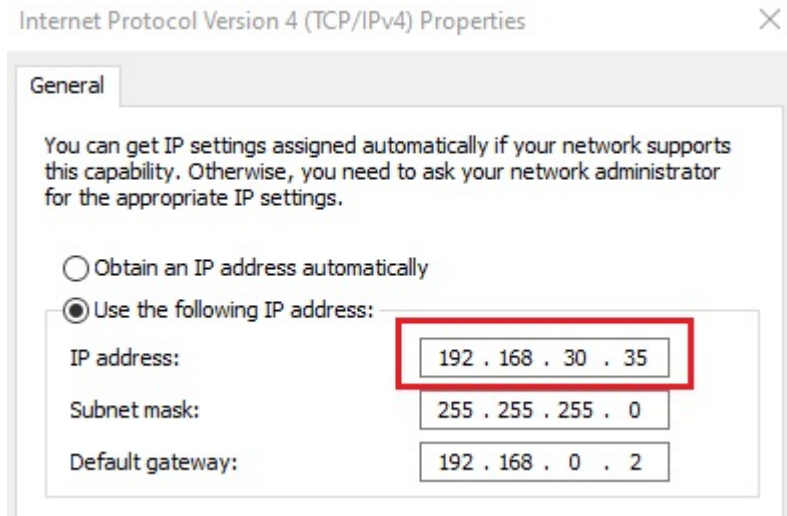 Internet Protocol Version 4 (TCP/IPv4) Properties
General
You can get IP settings assigned automatically if your network supports
this capability. Otherwise, you need to ask your network administrator
for the appropriate IP settings.
Obtain an IP address automatically
Use the following IP address:
IP address: 192 . 168 . 30 . 35
Subnet mask: 255 . 255 . 255 . 0
Default gateway: 192 . 168 . 0 . 2